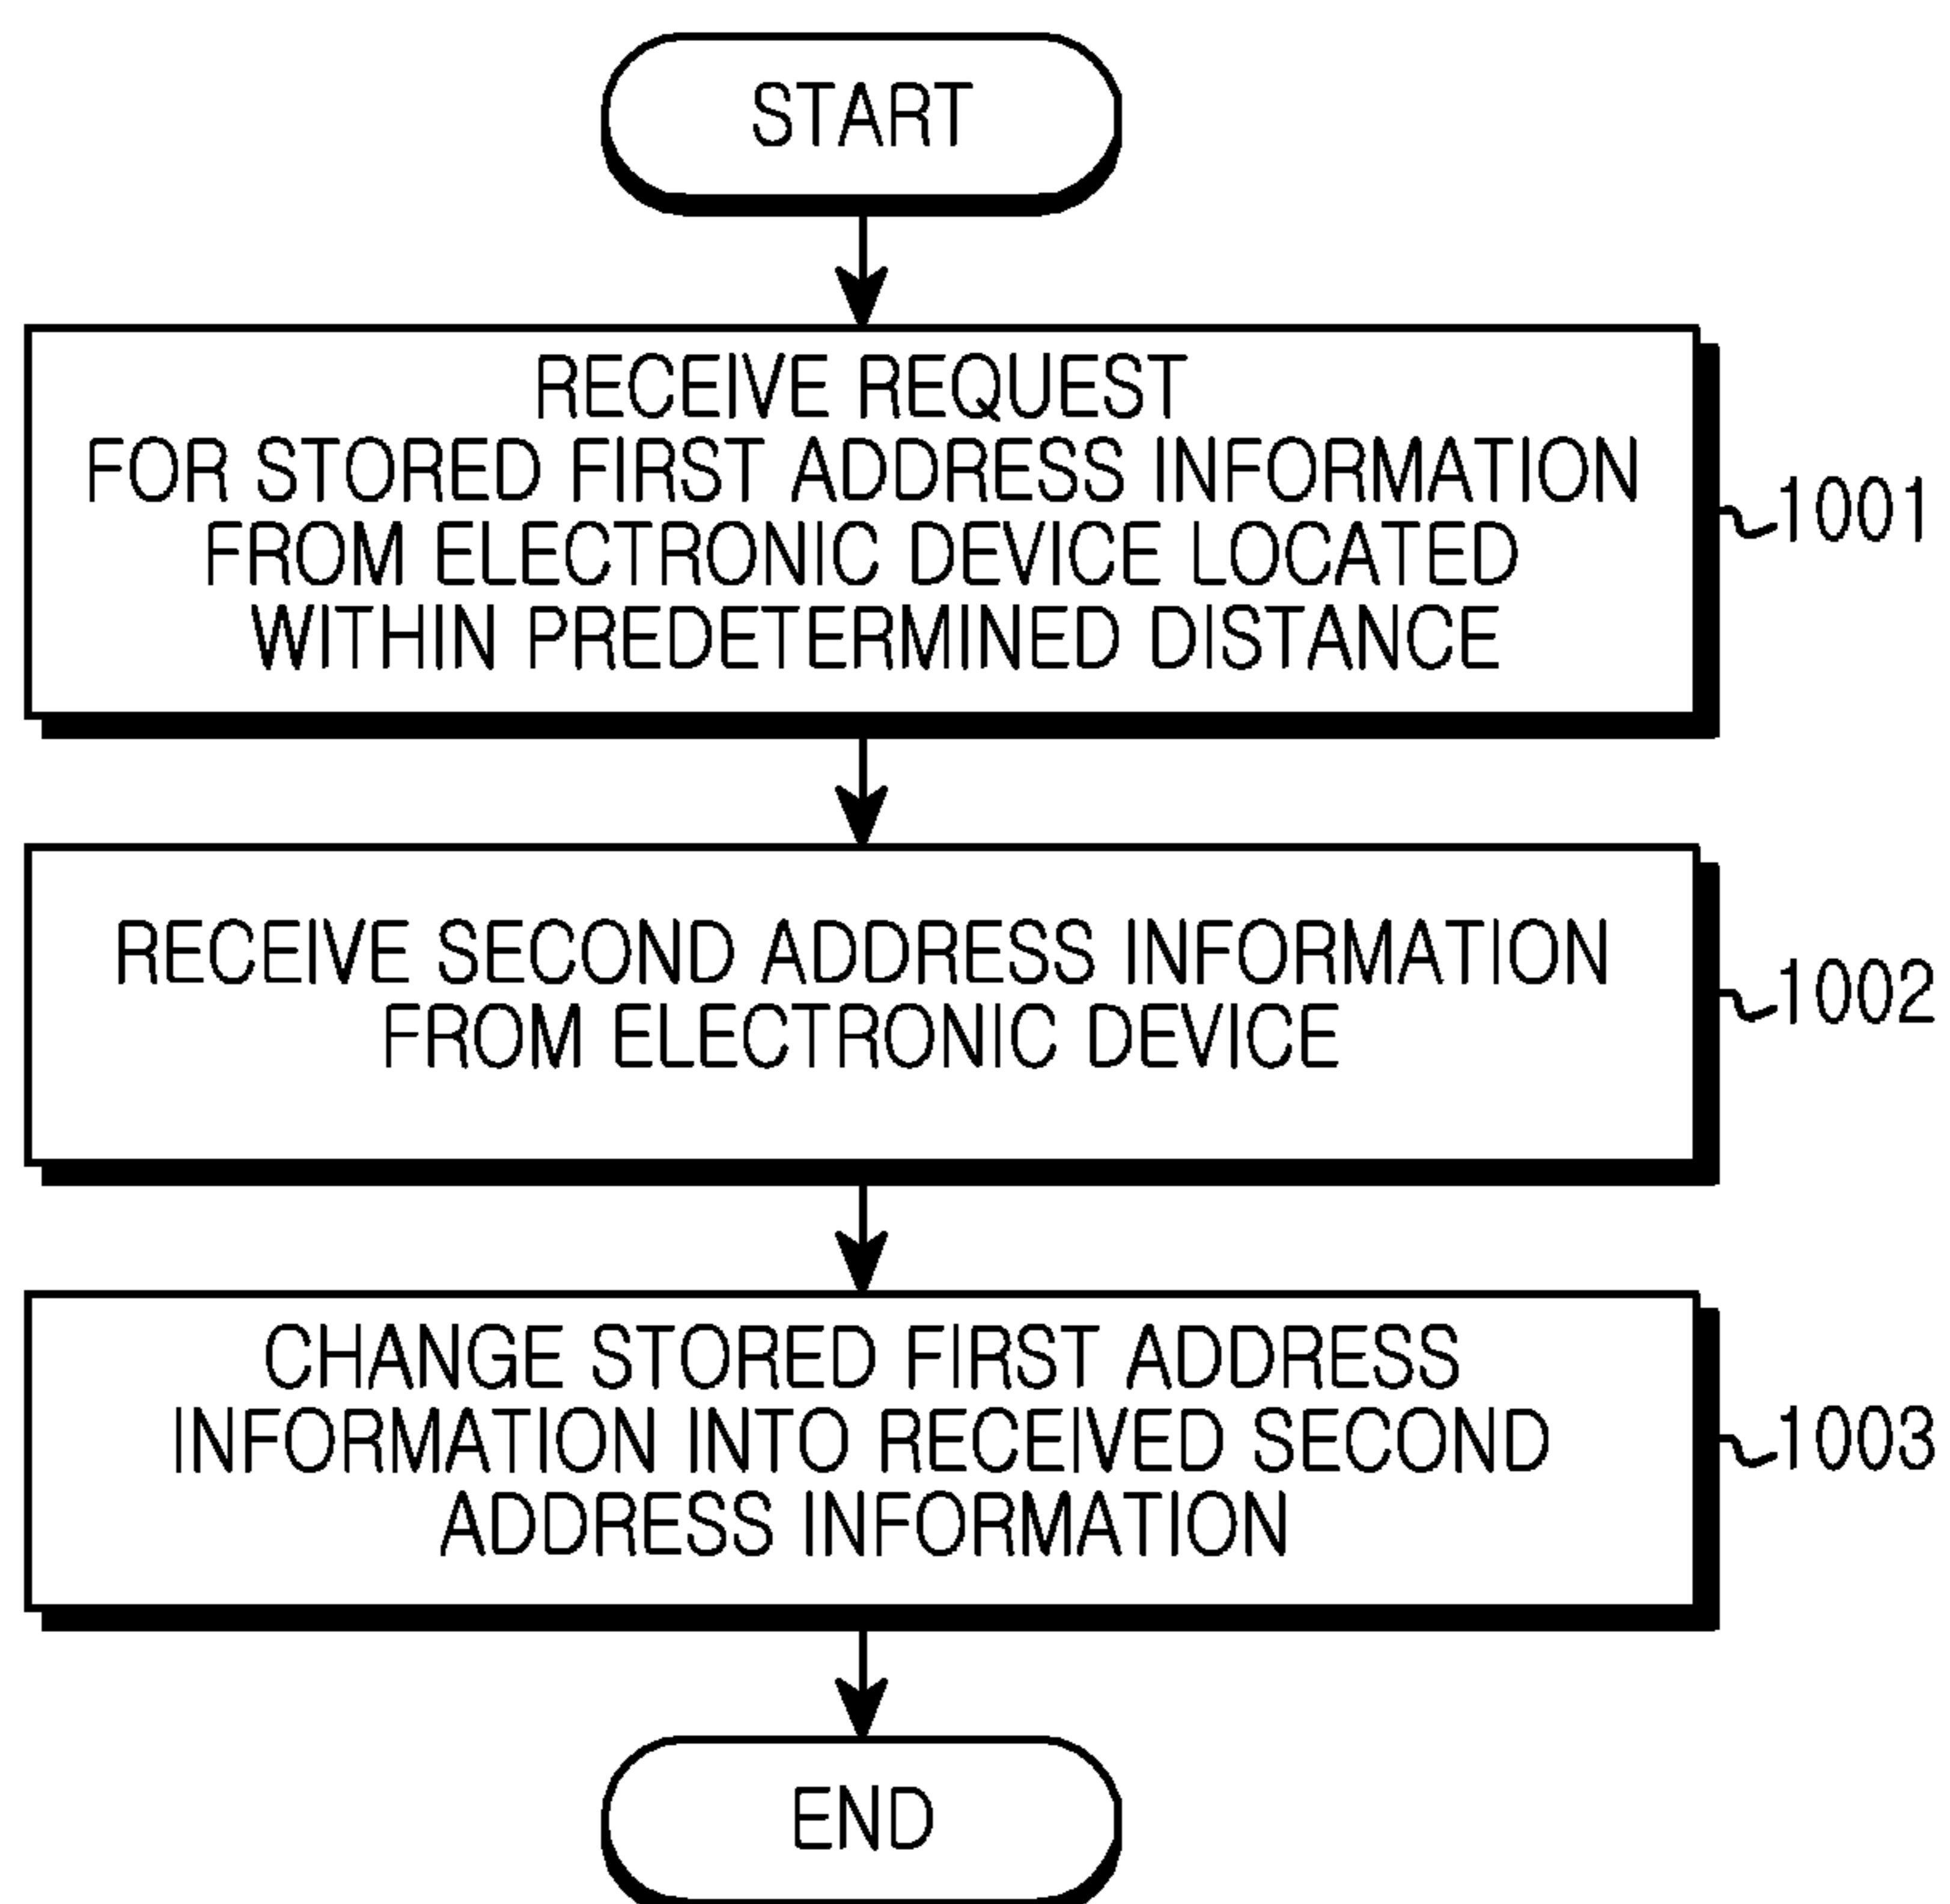 START
RECEIVE REQUEST
FOR STORED FIRST ADDRESS INFORMATION
FROM ELECTRONIC DEVICE LOCATED
WITHIN PREDETERMINED DISTANCE
1001
RECEIVE SECOND ADDRESS INFORMATION
FROM ELECTRONIC DEVICE
1002
CHANGE STORED FIRST ADDRESS
INFORMATION INTO RECEIVED SECOND
ADDRESS INFORMATION
1003
END